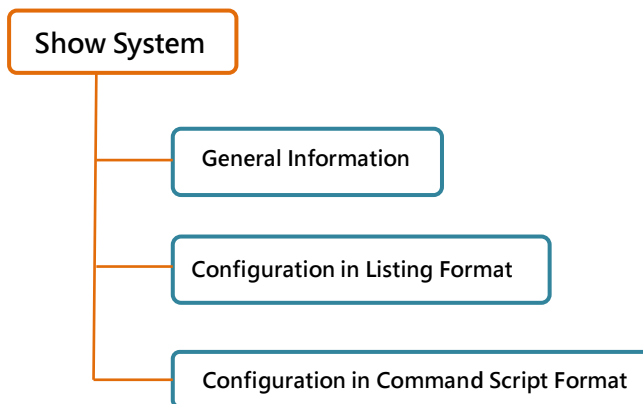 Show System
General Information
Configuration in Listing Format
Configuration in Command Script Format